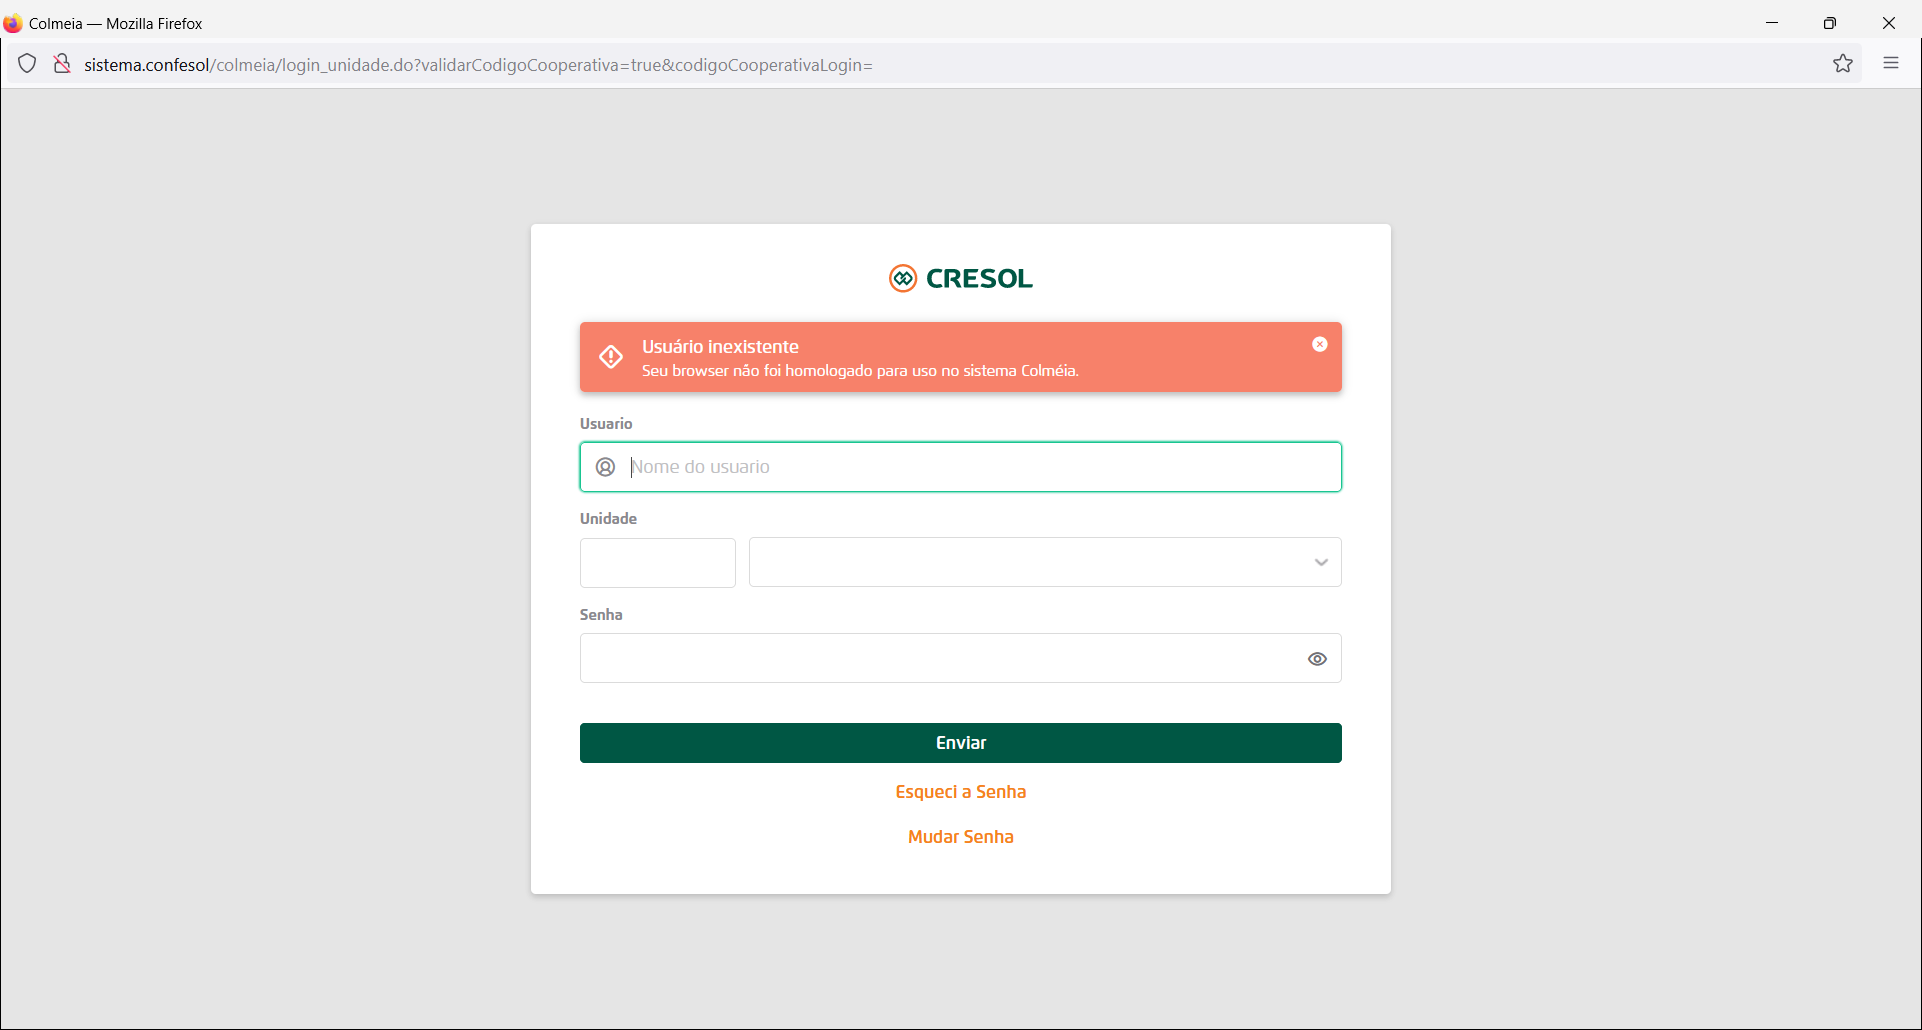 Colmeia — Mozilla Firefox
sistema.confesol/colmeia/login_unidade.do?validarCodigoCooperativa=true&codigoCooperativaLogin=
CRESOL
Usuário inexistente
Seu browser não foi homologado para uso no sistema Colméia.
Usuario
Nome do usuario
Unidade
Senha
Enviar
Esqueci a Senha
Mudar Senha